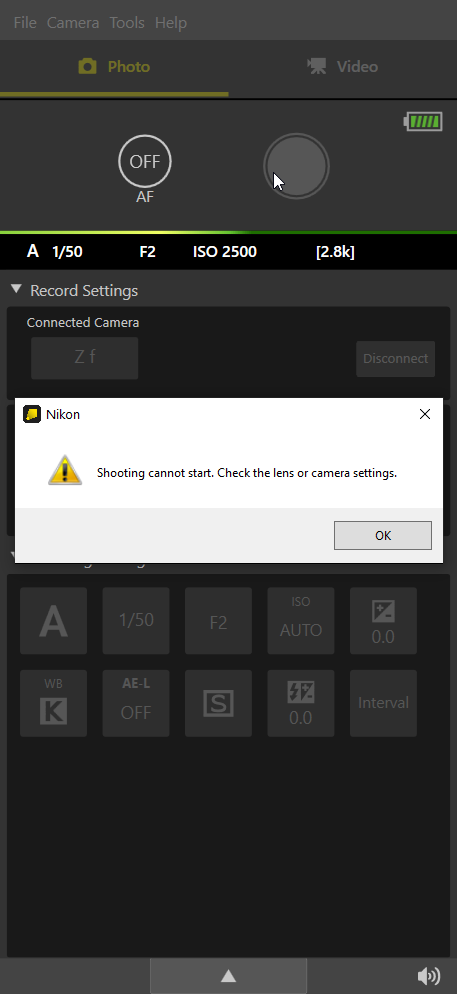 File Camera Tools Help
Photo Video
OFF
AF
A 1/50 F2 ISO 2500 [2.8k]
Record Settings
Connected Camera
Z f Disconnect
Nikon
Shooting cannot start. Check the lens or camera settings.
OK
A 1/50 F2 ISO AUTO 0.0
WB K AE-L OFF S 0.0 Interval